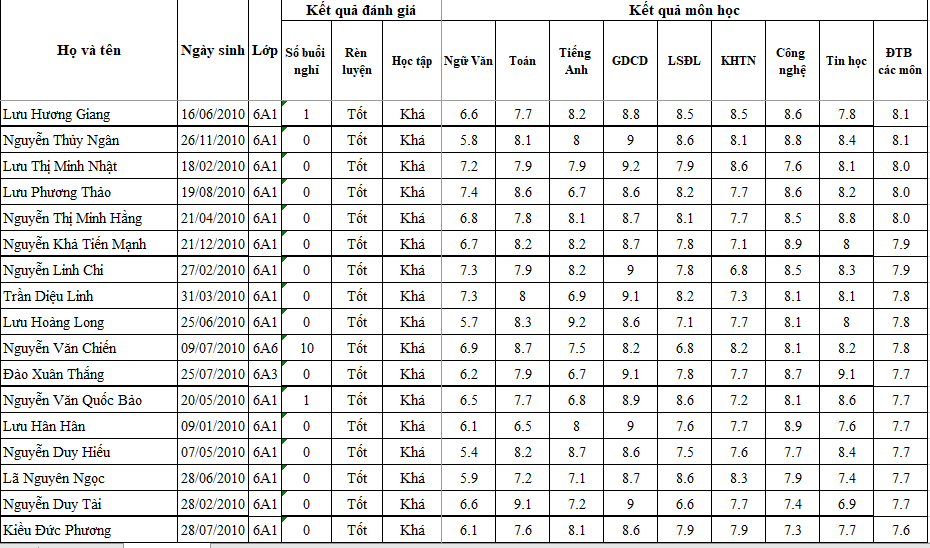 Kết quả đánh giá Kết quả môn học
Họ và tên Ngày sinh Lớp Số buổi nghỉ Rèn luyện Học tập Ngữ Văn Toán Tiếng Anh GDCD LSĐL KHTN Công nghệ Tin học ĐTB các môn
Lưu Hương Giang 16/06/2010 6A1 1 Tốt Khá 6.6 7.7 8.2 8.8 8.5 8.5 8.6 7.8 8.1
Nguyễn Thúy Ngân 26/11/2010 6A1 0 Tốt Khá 5.8 8.1 8 9 8.6 8.1 8.8 8.4 8.1
Lưu Thị Minh Nhật 18/02/2010 6A1 0 Tốt Khá 7.2 7.9 7.9 9.2 7.9 8.6 7.6 8.1 8.0
Lưu Phương Thảo 19/08/2010 6A1 0 Tốt Khá 7.4 8.6 6.7 8.6 8.2 7.7 8.6 8.2 8.0
Nguyễn Thị Minh Hằng 21/04/2010 6A1 0 Tốt Khá 6.8 7.8 8.1 8.7 8.1 7.7 8.5 8.8 8.0
Nguyễn Khả Tiến Mạnh 21/12/2010 6A1 0 Tốt Khá 6.7 8.2 8.2 8.7 7.8 7.1 8.9 8 7.9
Nguyễn Linh Chi 27/02/2010 6A1 0 Tốt Khá 7.3 7.9 8.2 9 7.8 6.8 8.5 8.3 7.9
Trần Diệu Linh 31/03/2010 6A1 0 Tốt Khá 7.3 8 6.9 9.1 8.2 7.3 8.1 8.1 7.8
Lưu Hoàng Long 25/06/2010 6A1 0 Tốt Khá 5.7 8.3 9.2 8.6 7.1 7.7 8.1 8 7.8
Nguyễn Văn Chiến 09/07/2010 6A6 10 Tốt Khá 6.9 8.7 7.5 8.2 6.8 8.2 8.1 8.2 7.8
Đào Xuân Thắng 25/07/2010 6A3 0 Tốt Khá 6.2 7.9 6.7 9.1 7.8 7.7 8.7 9.1 7.7
Nguyễn Văn Quốc Bảo 20/05/2010 6A1 1 Tốt Khá 6.5 7.7 6.8 8.9 8.6 7.2 8.1 8.6 7.7
Lưu Hân Hân 09/01/2010 6A1 0 Tốt Khá 6.1 6.5 8 9 7.6 7.7 8.9 7.6 7.7
Nguyễn Duy Hiếu 07/05/2010 6A1 0 Tốt Khá 5.4 8.2 8.7 8.6 7.5 7.6 7.7 8.4 7.7
Lã Nguyên Ngọc 28/06/2010 6A1 0 Tốt Khá 5.9 7.2 7.1 8.7 8.6 8.3 7.9 7.4 7.7
Nguyễn Duy Tài 28/02/2010 6A1 0 Tốt Khá 6.6 9.1 7.2 9 6.6 7.7 7.4 6.9 7.7
Kiều Đức Phương 28/07/2010 6A1 0 Tốt Khá 6.1 7.6 8.1 8.6 7.9 7.9 7.3 7.7 7.6